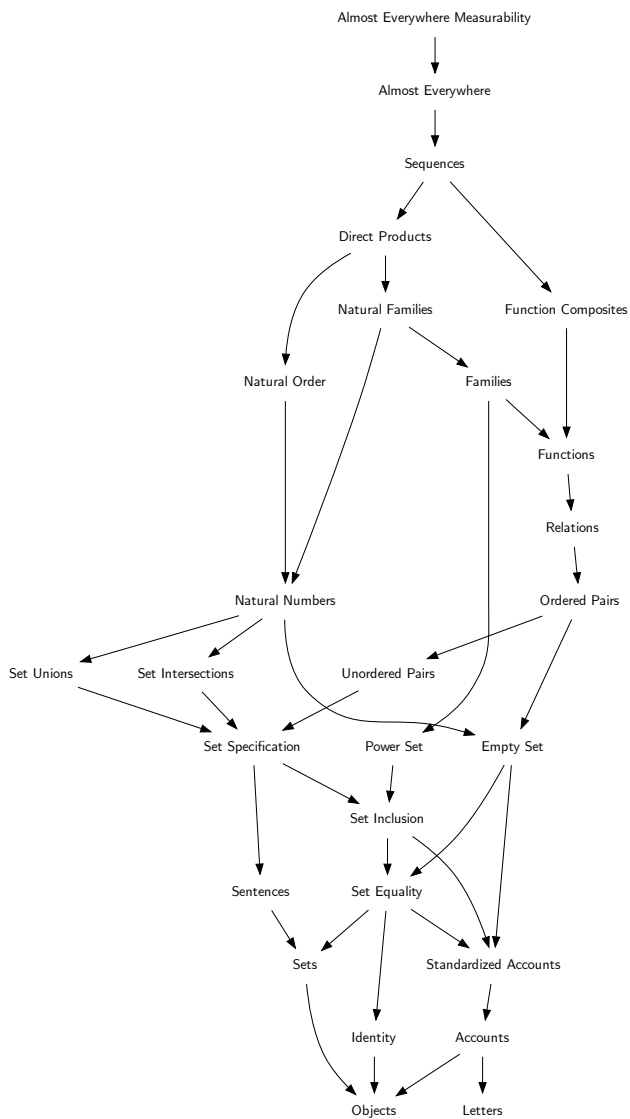 Almost Everywhere Measurability
Almost Everywhere
Sequences
Direct Products
Natural Families
Function Composites
Natural Order
Families
Functions
Relations
Natural Numbers
Ordered Pairs
Set Unions
Set Intersections
Unordered Pairs
Set Specification
Power Set
Empty Set
Set Inclusion
Sentences
Set Equality
Sets
Standardized Accounts
Identity
Accounts
Objects
Letters